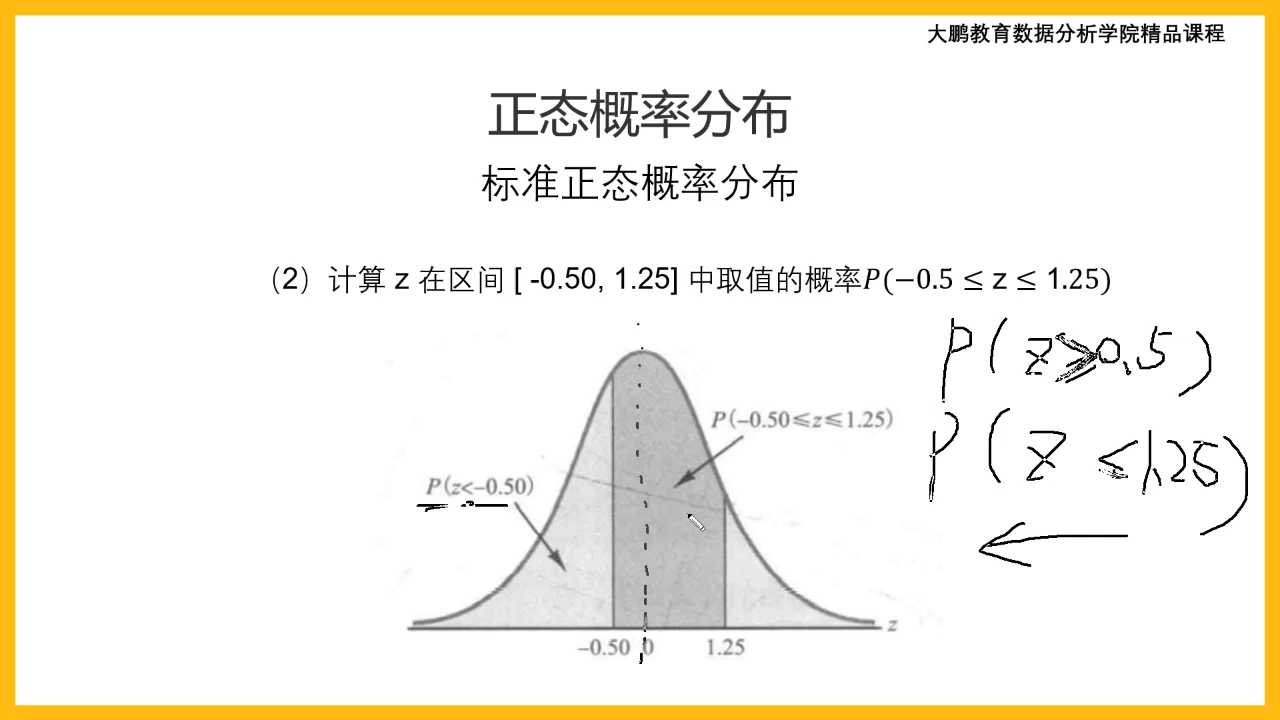 大鹏教育数据分析学院精品课程
正态概率分布
标准正态概率分布
（2）计算 z 在区间 [ -0.50, 1.25] 中取值的概率𝑃(−0.5 ≤ z ≤ 1.25)
P(z≥0.5)
P(−0.50≤z≤1.25)
P(z≤1.25)
P(z<−0.50)
z
−0.50 0 1.25